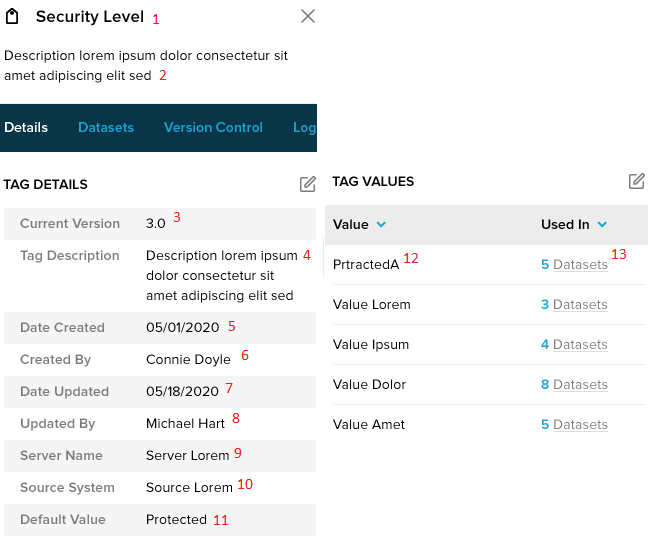 Security Level 1
Description lorem ipsum dolor consectetur sit
amet adipiscing elit sed 2
Details Datasets Version Control Log
TAG DETAILS
Current Version 3.0 3
Tag Description Description lorem ipsum 4
dolor consectetur sit
amet adipiscing elit sed
Date Created 05/01/2020 5
Created By Connie Doyle 6
Date Updated 05/18/2020 7
Updated By Michael Hart 8
Server Name Server Lorem 9
Source System Source Lorem 10
Default Value Protected 11
TAG VALUES
Value Used In
PrtractedA 12 5 Datasets 13
Value Lorem 3 Datasets
Value Ipsum 4 Datasets
Value Dolor 8 Datasets
Value Amet 5 Datasets